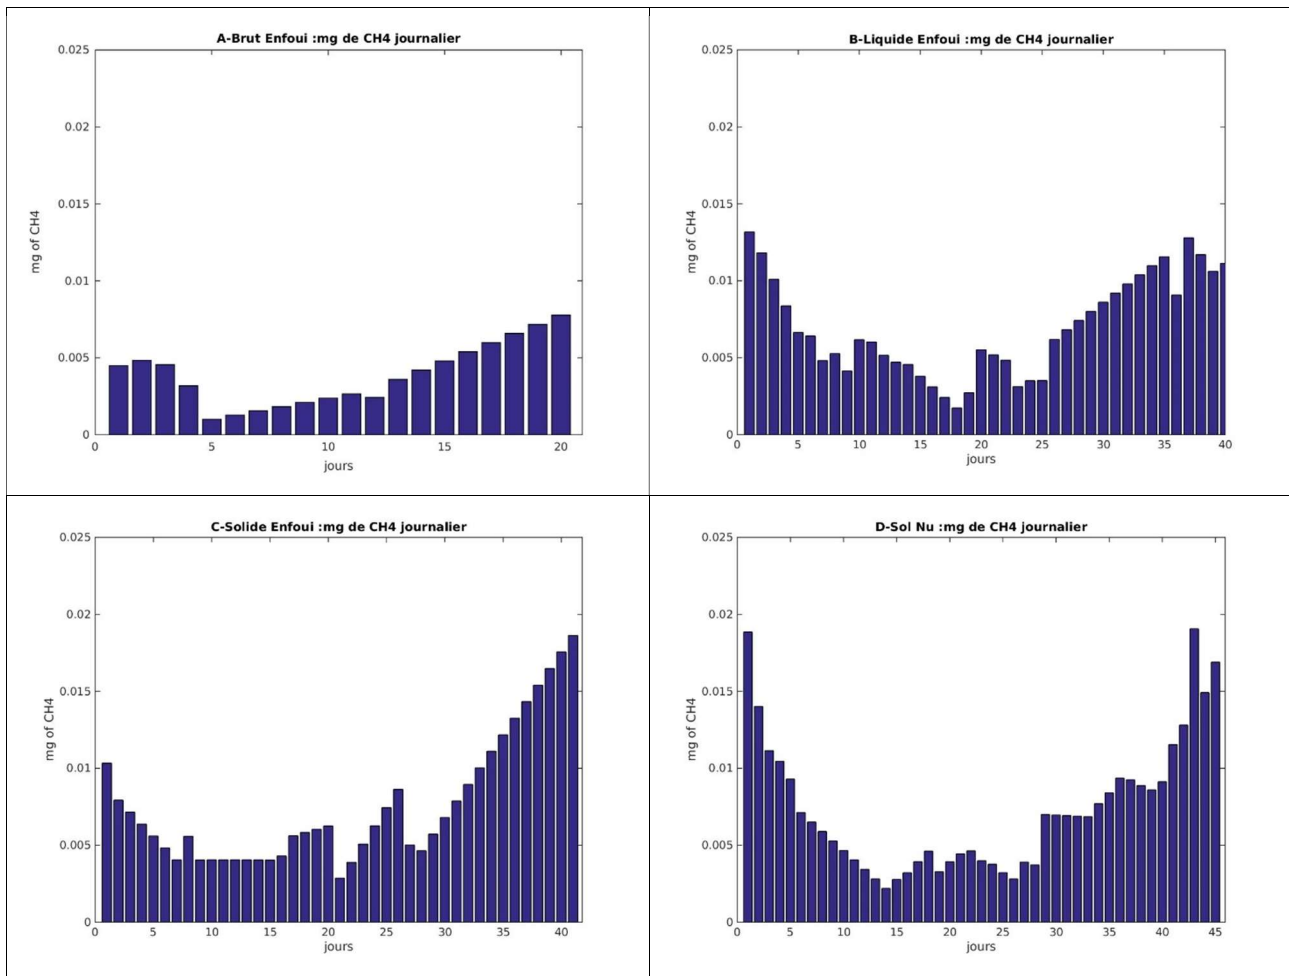 A-Brut Enfoui :mg de CH4 journalier
0.025
0.02
0.015
0.01
0.005
0
mg of CH4
0 5 10 15 20
jours
B-Liquide Enfoui :mg de CH4 journalier
0.025
0.02
0.015
0.01
0.005
0
mg of CH4
0 5 10 15 20 25 30 35 40
jours
C-Solide Enfoui :mg de CH4 journalier
0.025
0.02
0.015
0.01
0.005
0
mg of CH4
0 5 10 15 20 25 30 35 40
jours
D-Sol Nu :mg de CH4 journalier
0.025
0.02
0.015
0.01
0.005
0
mg of CH4
0 5 10 15 20 25 30 35 40 45
jours